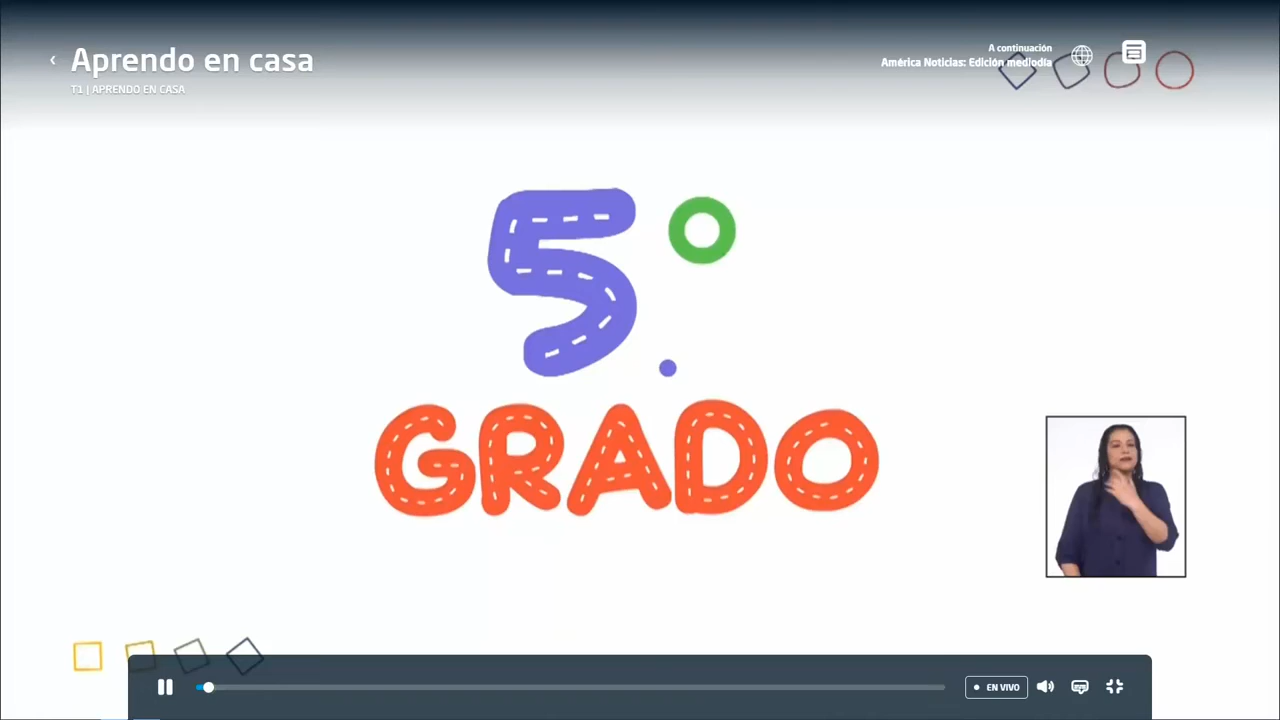 Aprendo en casa
T1 | APRENDO EN CASA
A continuación
América Noticias: Edición mediodía
5.°
GRADO
EN VIVO